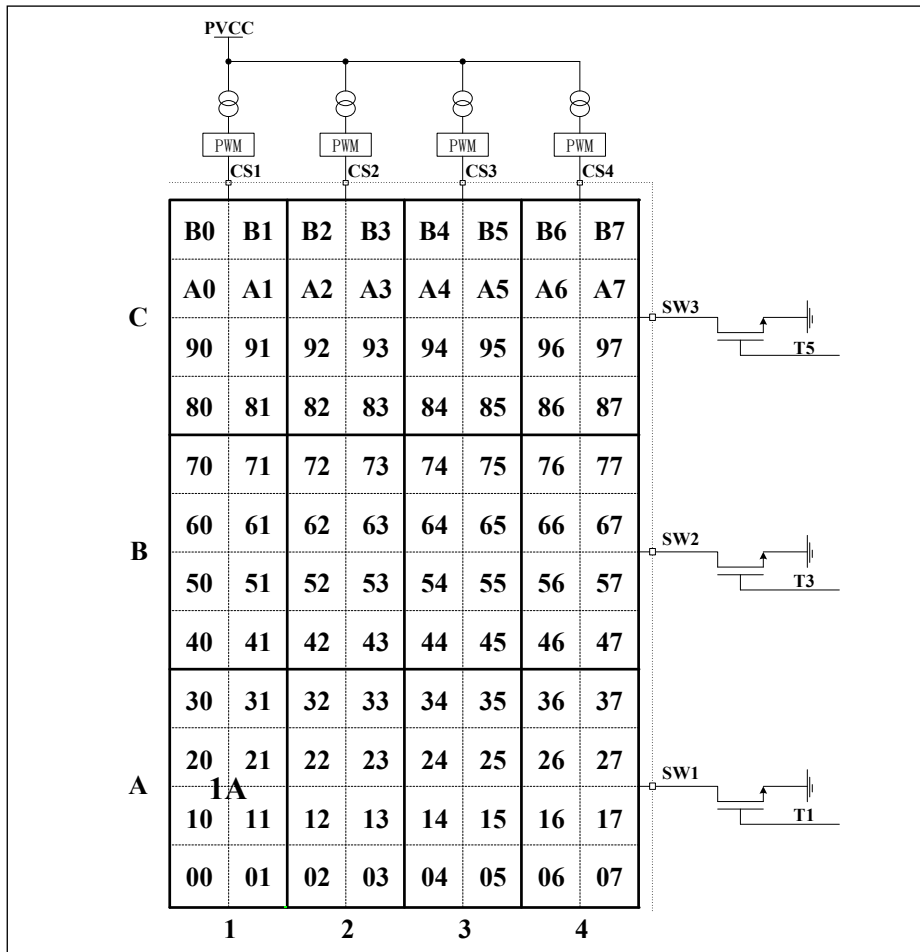 PVCC
PWM PWM PWM PWM
CS1 CS2 CS3 CS4
B0 B1 B2 B3 B4 B5 B6 B7
A0 A1 A2 A3 A4 A5 A6 A7
C SW3
T5
90 91 92 93 94 95 96 97
80 81 82 83 84 85 86 87
70 71 72 73 74 75 76 77
60 61 62 63 64 65 66 67
B SW2
T3
50 51 52 53 54 55 56 57
40 41 42 43 44 45 46 47
30 31 32 33 34 35 36 37
20 21 22 23 24 25 26 27
A 1A SW1
T1
10 11 12 13 14 15 16 17
00 01 02 03 04 05 06 07
1 2 3 4